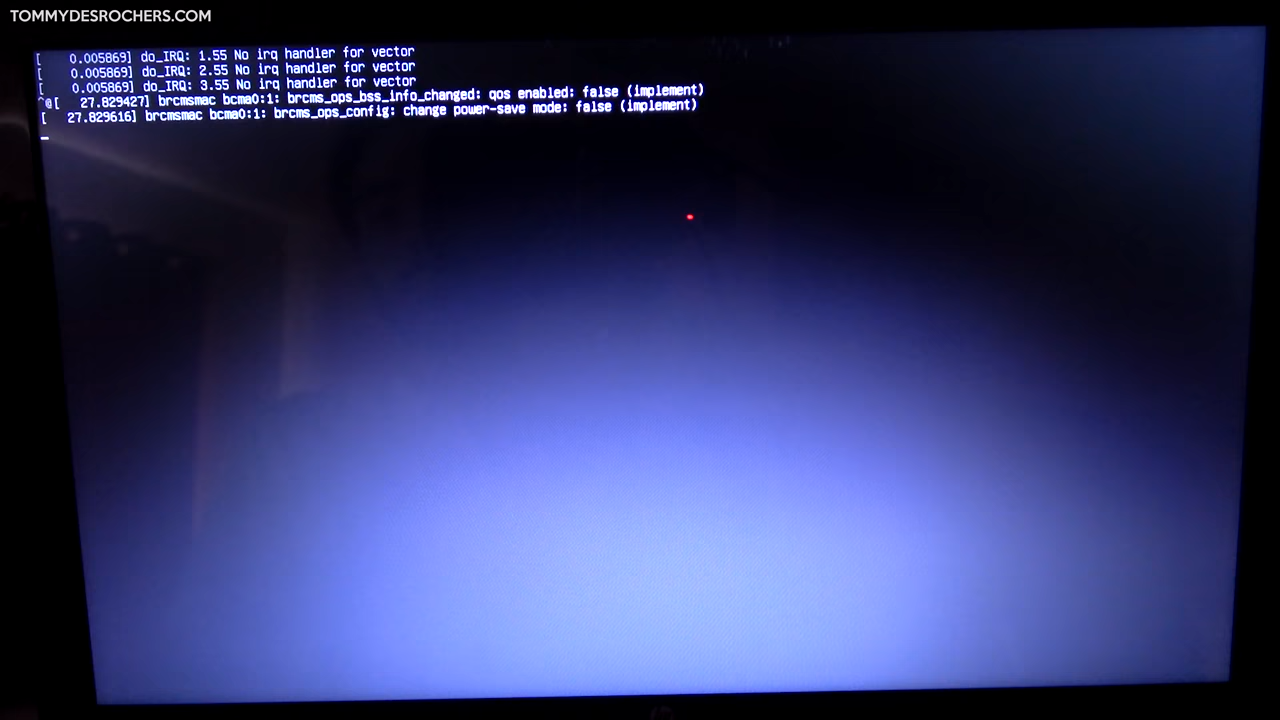 TOMMYDESROCHERS.COM
[    0.005869] do_IRQ: 1.55 No irq handler for vector
[    0.005869] do_IRQ: 2.55 No irq handler for vector
[    0.005869] do_IRQ: 3.55 No irq handler for vector
^@[   27.829427] brcmsmac bcma0:1: brcms_ops_bss_info_changed: qos enabled: false (implement)
[   27.829616] brcmsmac bcma0:1: brcms_ops_config: change power-save mode: false (implement)